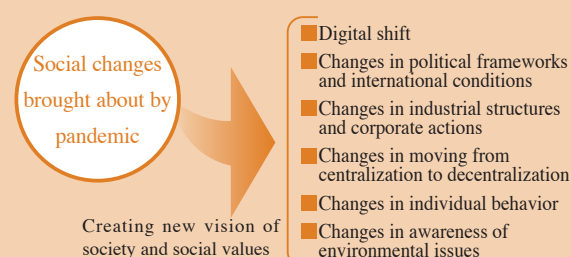 Social changes
brought about by
pandemic
Creating new vision of
society and social values
Digital shift
Changes in political frameworks
and international conditions
Changes in industrial structures
and corporate actions
Changes in moving from
centralization to decentralization
Changes in individual behavior
Changes in awareness of
environmental issues